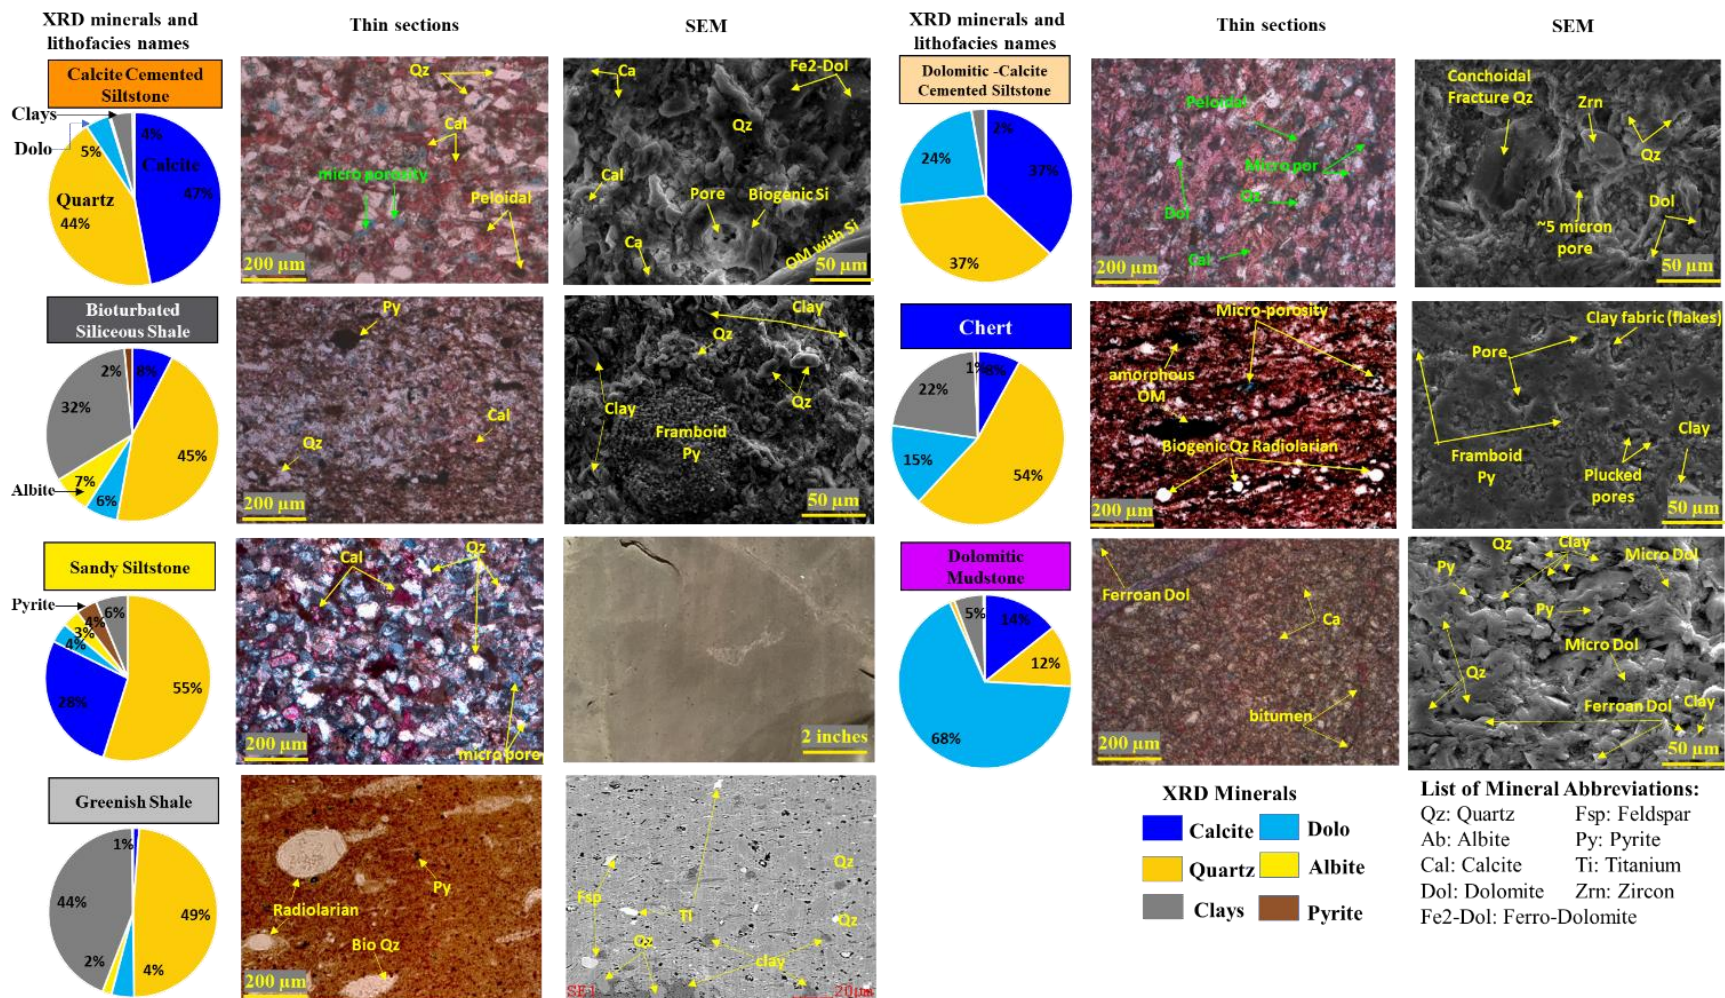 XRD minerals and
lithofacies names
Thin sections
SEM
XRD minerals and
lithofacies names
Thin sections
SEM
Calcite Cemented
Siltstone
Clays
Dolo
4%
5%
Calcite
Quartz
44%
47%
Qz
Cal
micro porosity
Peloidal
200 µm
Ca
Fe2-Dol
Qz
Cal
Pore
Biogenic Si
Ca
OM with Si
50 µm
Dolomitic -Calcite
Cemented Siltstone
2%
24%
37%
37%
Peloidal
Micro por
Qz
Dol
Cal
200 µm
Conchoidal
Fracture Qz
Zrn
Qz
Dol
~5 micron
pore
50 µm
Bioturbated
Siliceous Shale
2%
8%
32%
45%
Albite
7%
6%
Py
Cal
Qz
200 µm
Clay
Qz
Qz
Clay
Framboid
Py
50 µm
Chert
1%
8%
22%
15%
54%
Micro-porosity
amorphous
OM
Biogenic Qz Radiolarian
200 µm
Clay fabric (flakes)
Pore
Clay
Framboid
Py
Plucked
pores
50 µm
Sandy Siltstone
Pyrite
6%
4%
3%
4%
28%
55%
Cal
Qz
200 µm
micro pore
2 inches
Dolomitic
Mudstone
5%
14%
12%
68%
Ferroan Dol
Ca
bitumen
200 µm
Qz
Clay
Micro Dol
Py
Py
Micro Dol
Qz
Ferroan Dol
Clay
50 µm
Greenish Shale
1%
44%
49%
2%
4%
Py
Radiolarian
Bio Qz
200 µm
Qz
Fsp
Ti
Qz
Qz
clay
SE1
20µm
XRD Minerals
Calcite
Dolo
Quartz
Albite
Clays
Pyrite
List of Mineral Abbreviations:
Qz: Quartz
Fsp: Feldspar
Ab: Albite
Py: Pyrite
Cal: Calcite
Ti: Titanium
Dol: Dolomite
Zrn: Zircon
Fe2-Dol: Ferro-Dolomite